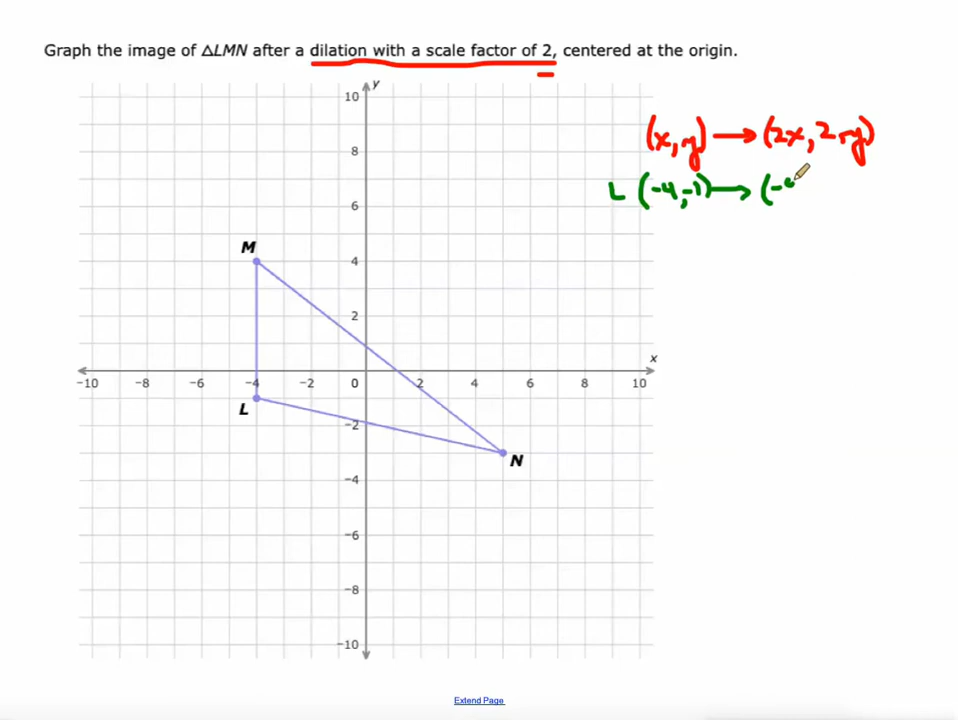 Graph the image of △LMN after a dilation with a scale factor of 2, centered at the origin.
y
10
(x, y) → (2x, 2y)
8
L (-4, -1) → (-
6
M
4
2
x
−10 −8 −6 −4 −2 0 2 4 6 8 10
L
−2
N
−4
−6
−8
−10
Extend Page